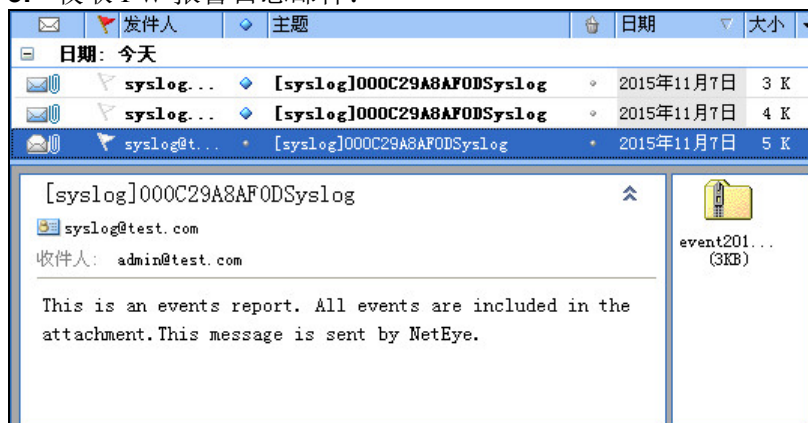 发件人 主题 日期 大小
日期: 今天
syslog... [syslog]000C29A8AF0DSyslog 2015年11月7日 3 K
syslog... [syslog]000C29A8AF0DSyslog 2015年11月7日 4 K
syslog@t... [syslog]000C29A8AF0DSyslog 2015年11月7日 5 K
[syslog]000C29A8AF0DSyslog
syslog@test.com
收件人: admin@test.com
This is an events report. All events are included in the
attachment.This message is sent by NetEye.
event201...
(3KB)